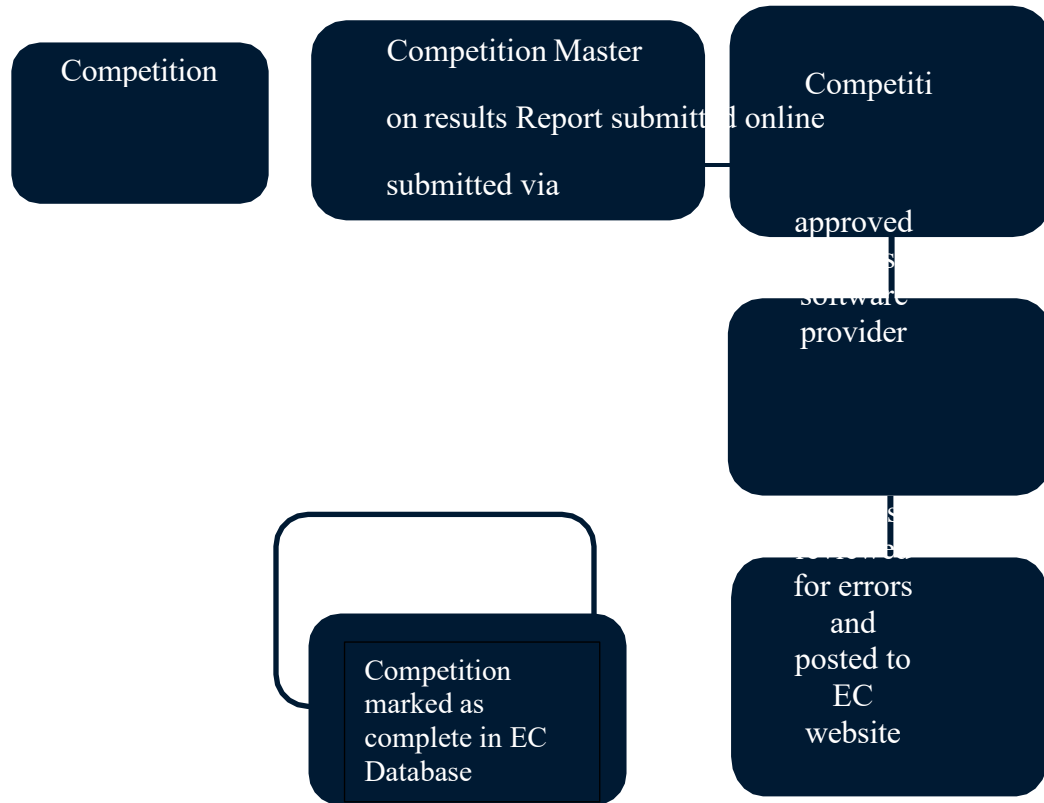 Competition
Competition Master
on results Report submitted online
submitted via
Competiti
approved
software
provider
reviewed
for errors
and
posted to
EC
website
Competition
marked as
complete in EC
Database